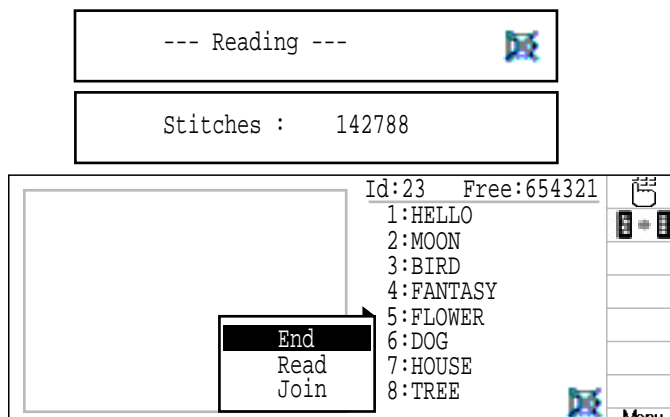 --- Reading ---
Stitches : 142788
Id:23 Free:654321
1:HELLO
2:MOON
3:BIRD
4:FANTASY
5:FLOWER
6:DOG
7:HOUSE
8:TREE
End
Read
Join
Menu